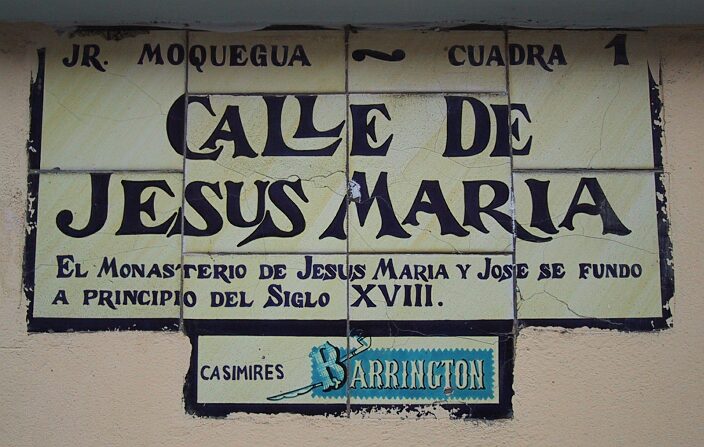 JR. MOQUEGUA ~ CUADRA 1
CALLE DE
JESUS MARIA
EL MONASTERIO DE JESUS MARIA Y JOSE SE FUNDO
A PRINCIPIO DEL SIGLO XVIII.
CASIMIRES BARRINGTON